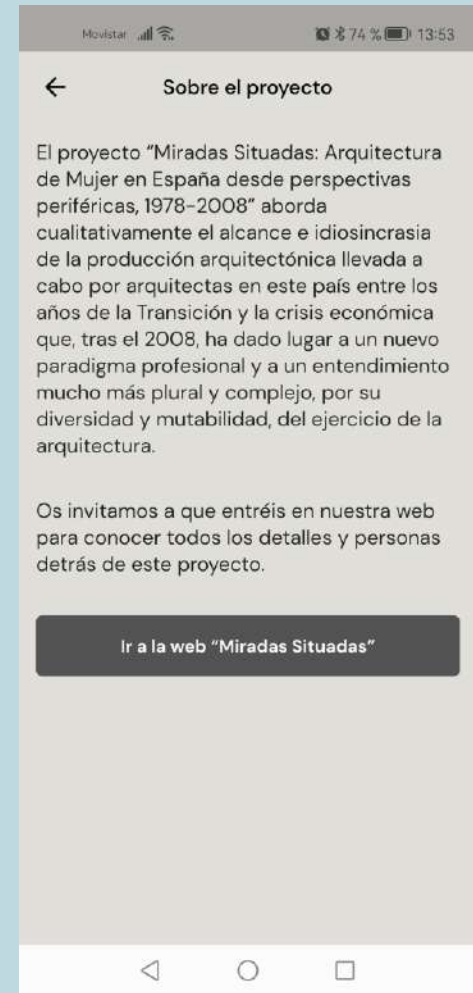 Movistar 74 % 13:53
Sobre el proyecto
El proyecto “Miradas Situadas: Arquitectura
de Mujer en España desde perspectivas
periféricas, 1978-2008” aborda
cualitativamente el alcance e idiosincrasia
de la producción arquitectónica llevada a
cabo por arquitectas en este país entre los
años de la Transición y la crisis económica
que, tras el 2008, ha dado lugar a un nuevo
paradigma profesional y a un entendimiento
mucho más plural y complejo, por su
diversidad y mutabilidad, del ejercicio de la
arquitectura.
Os invitamos a que entréis en nuestra web
para conocer todos los detalles y personas
detrás de este proyecto.
Ir a la web “Miradas Situadas”